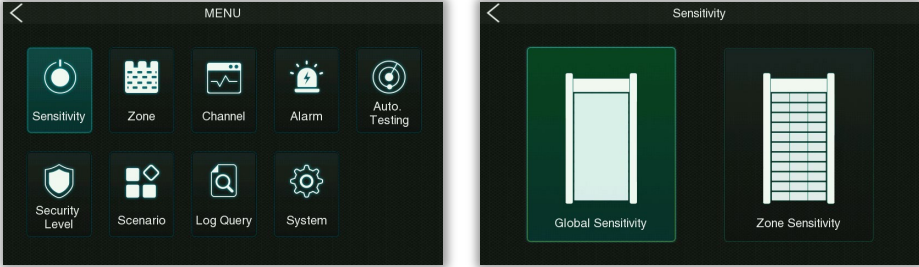 MENU
Sensitivity
Zone
Channel
Alarm
Auto.
Testing
Security
Level
Scenario
Log Query
System
Sensitivity
Global Sensitivity
Zone Sensitivity